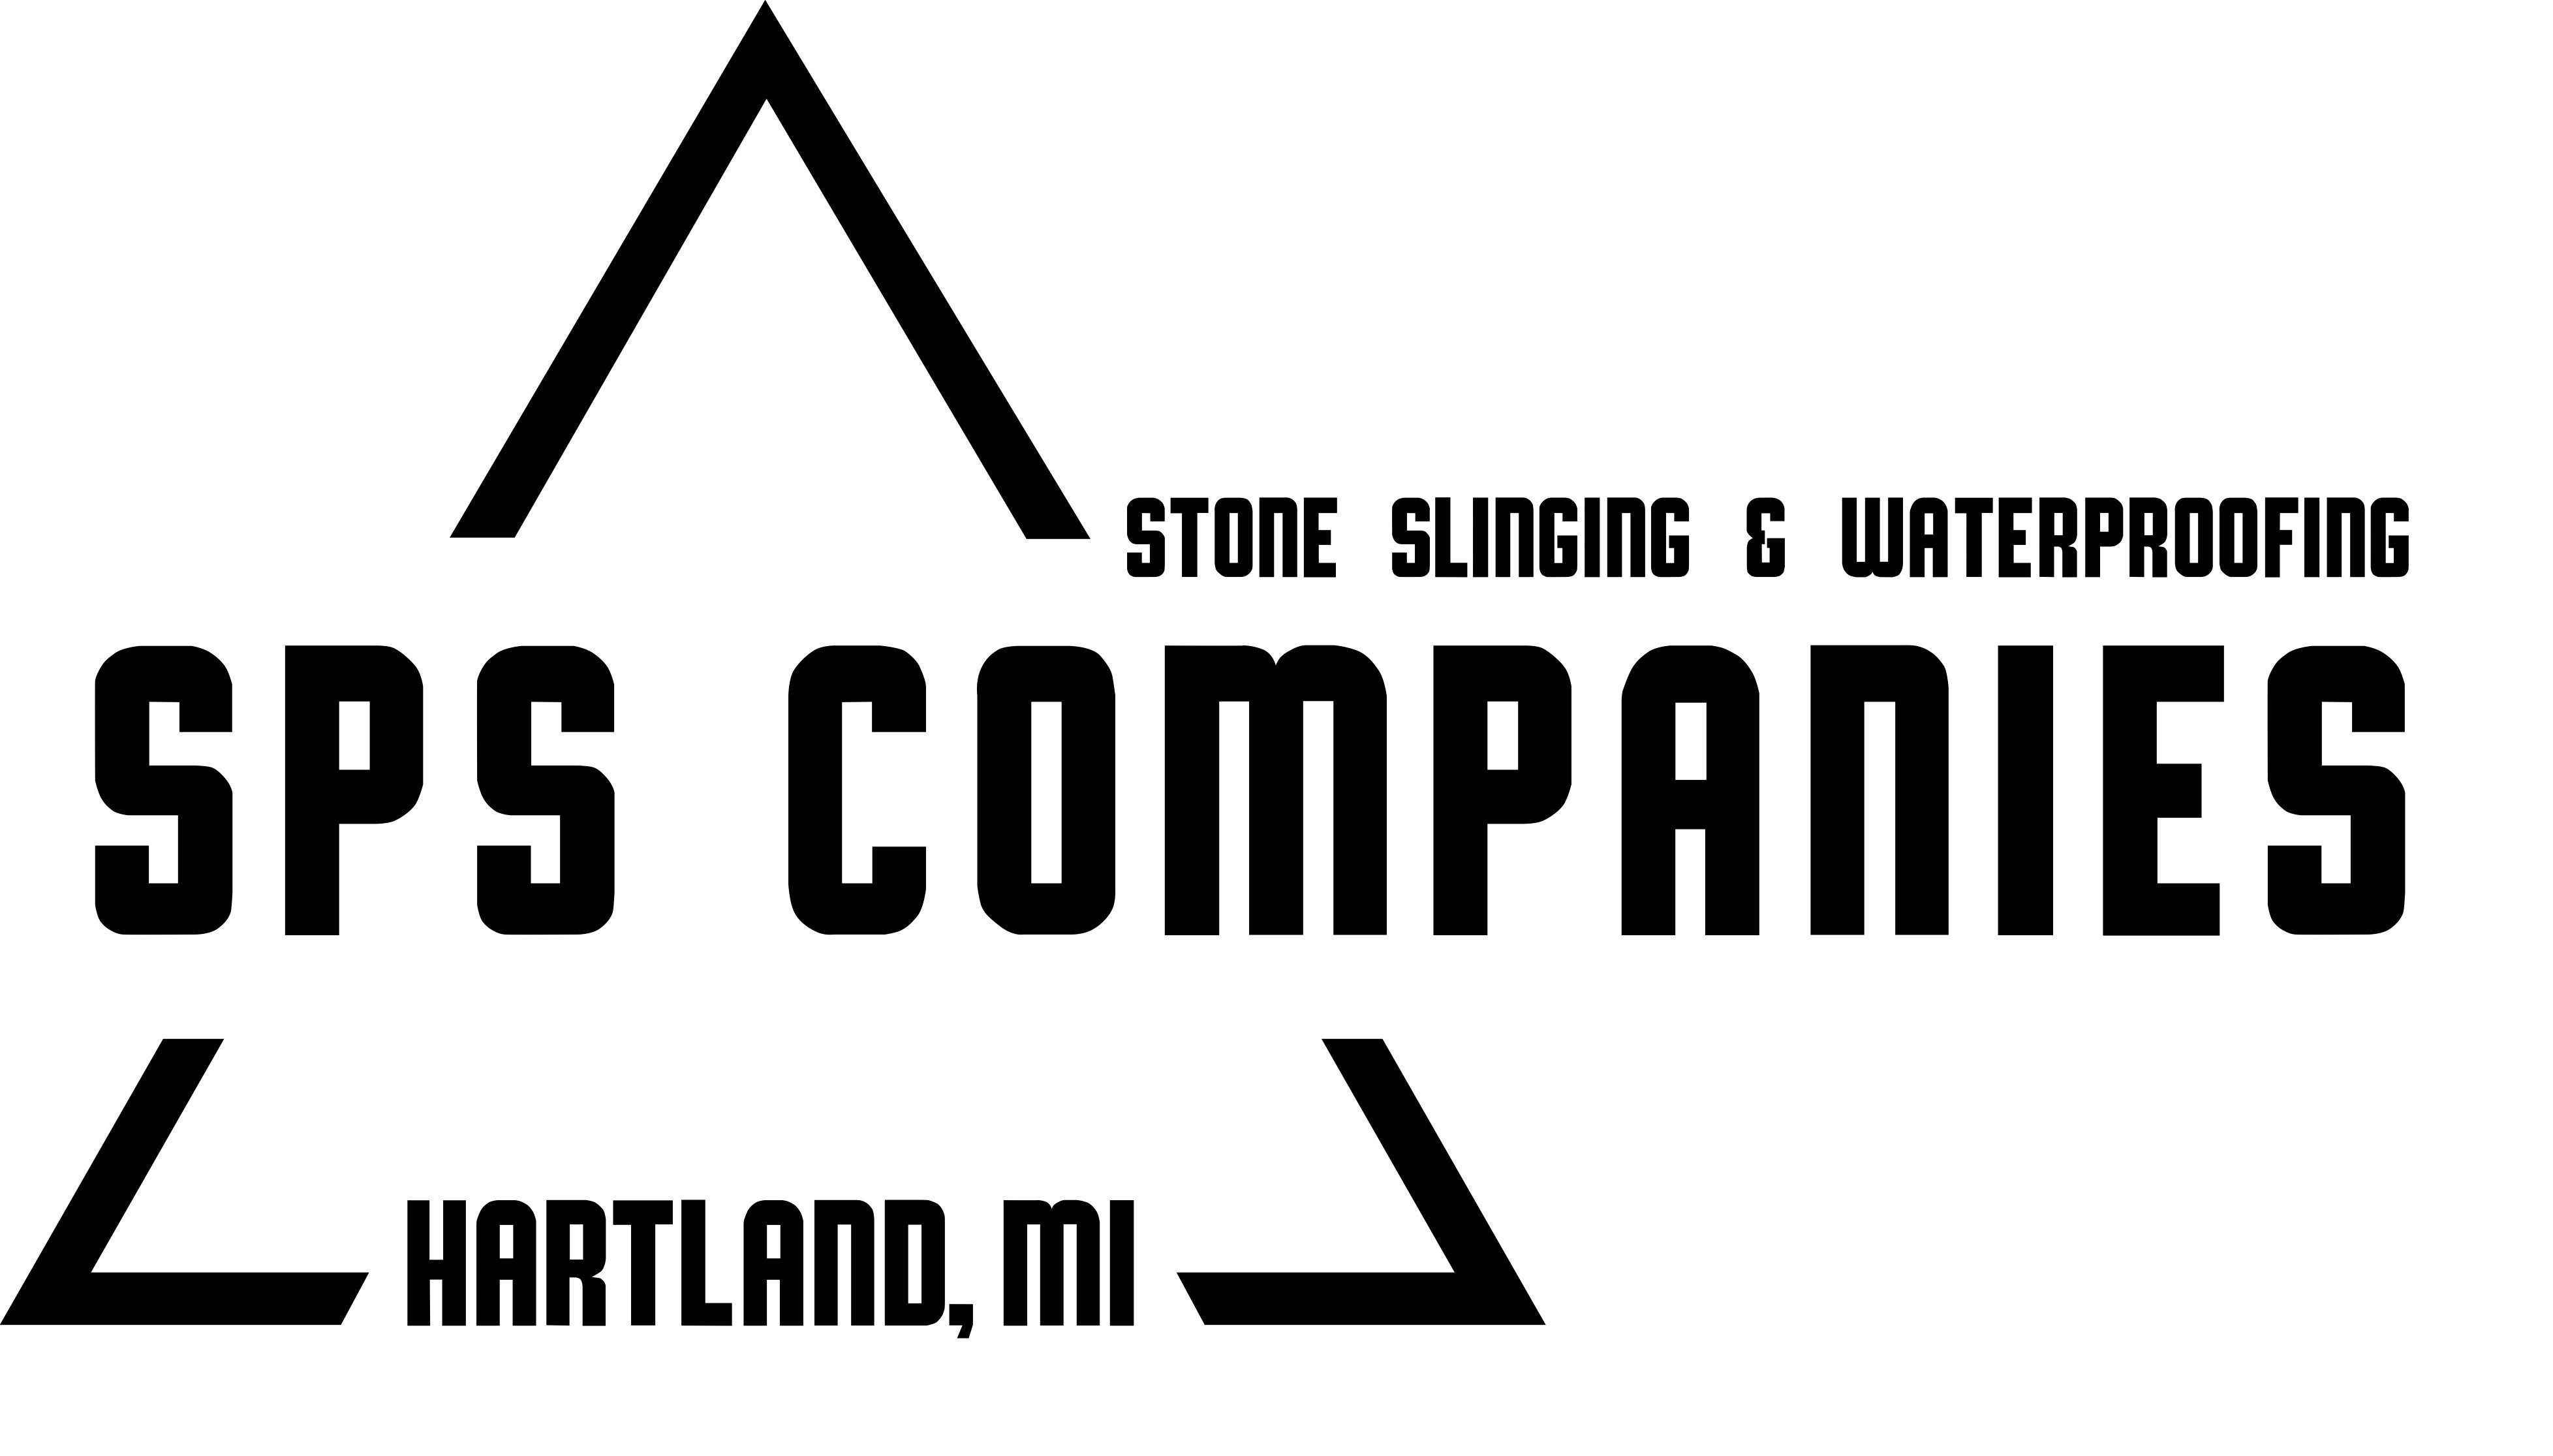 STONE SLINGING & WATERPROOFING
SPS COMPANIES
HARTLAND, MI